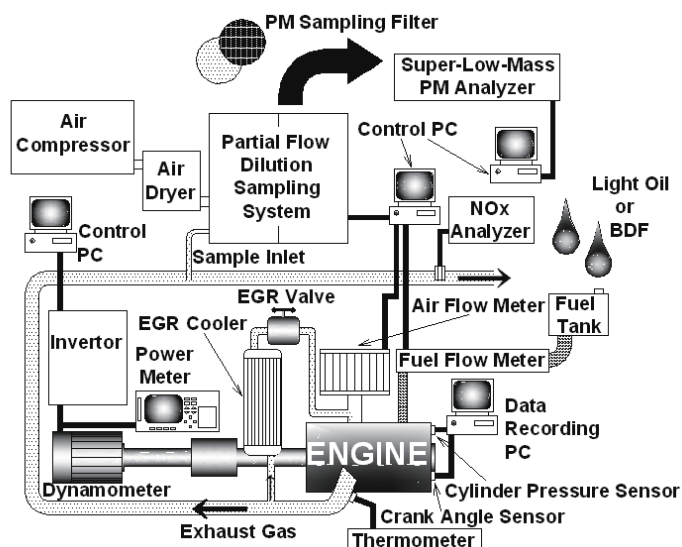 PM Sampling Filter
Super-Low-Mass
PM Analyzer
Air
Compressor
Air
Dryer
Partial Flow
Dilution
Sampling
System
Control PC
Control
PC
NOx
Analyzer
Light Oil
or
BDF
Sample Inlet
EGR Valve
Air Flow Meter
Fuel
Tank
EGR Cooler
Invertor
Power
Meter
Fuel Flow Meter
Data
Recording
PC
ENGINE
Dynamometer
Cylinder Pressure Sensor
Crank Angle Sensor
Exhaust Gas
Thermometer